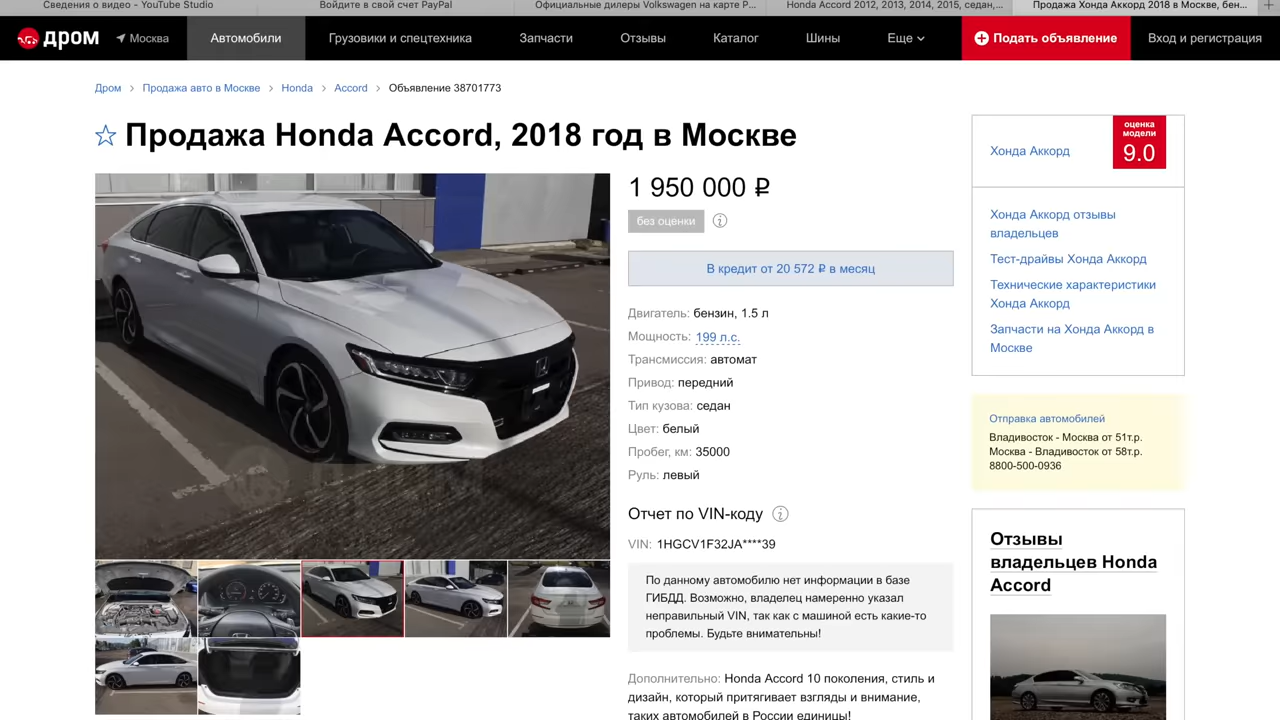 Сведения о видео - YouTube Studio
Войдите в свой счет PayPal
Официальные дилеры Volkswagen на карте Р...
Honda Accord 2012, 2013, 2014, 2015, седан,...
Продажа Хонда Аккорд 2018 в Москве, бен...
дром
Москва
Автомобили
Грузовики и спецтехника
Запчасти
Отзывы
Каталог
Шины
Еще
Подать объявление
Вход и регистрация
Дром > Продажа авто в Москве > Honda > Accord > Объявление 38701773
Продажа Honda Accord, 2018 год в Москве
1 950 000 ₽
без оценки
В кредит от 20 572 ₽ в месяц
Двигатель: бензин, 1.5 л
Мощность: 199 л.с.
Трансмиссия: автомат
Привод: передний
Тип кузова: седан
Цвет: белый
Пробег, км: 35000
Руль: левый
Отчет по VIN-коду
VIN: 1HGCV1F32JA****39
По данному автомобилю нет информации в базе
ГИБДД. Возможно, владелец намеренно указал
неправильный VIN, так как с машиной есть какие-то
проблемы. Будьте внимательны!
Дополнительно: Honda Accord 10 поколения, стиль и
дизайн, который притягивает взгляды и внимание,
таких автомобилей в России единицы!
Хонда Аккорд
оценка
модели
9.0
Хонда Аккорд отзывы
владельцев
Тест-драйвы Хонда Аккорд
Технические характеристики
Хонда Аккорд
Запчасти на Хонда Аккорд в
Москве
Отправка автомобилей
Владивосток - Москва от 51т.р.
Москва - Владивосток от 58т.р.
8800-500-0936
Отзывы
владельцев Honda
Accord